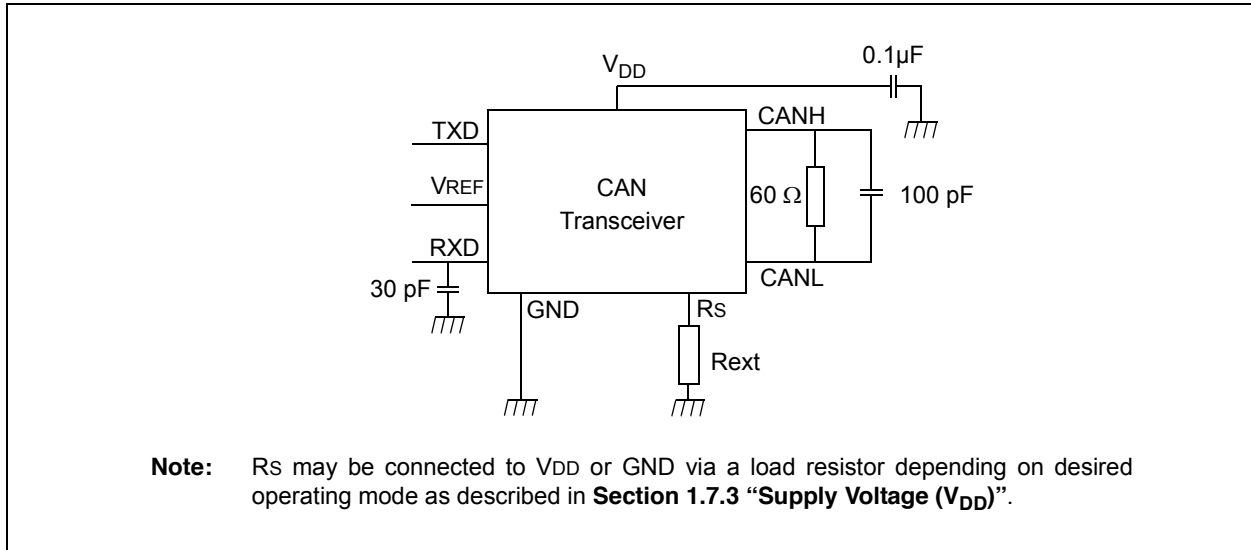 0.1µF
VDD
CANH
TXD
VREF
CAN
Transceiver
60 Ω
100 pF
RXD
CANL
30 pF
GND
RS
Rext
Note: RS may be connected to VDD or GND via a load resistor depending on desired
operating mode as described in Section 1.7.3 “Supply Voltage (VDD)”.